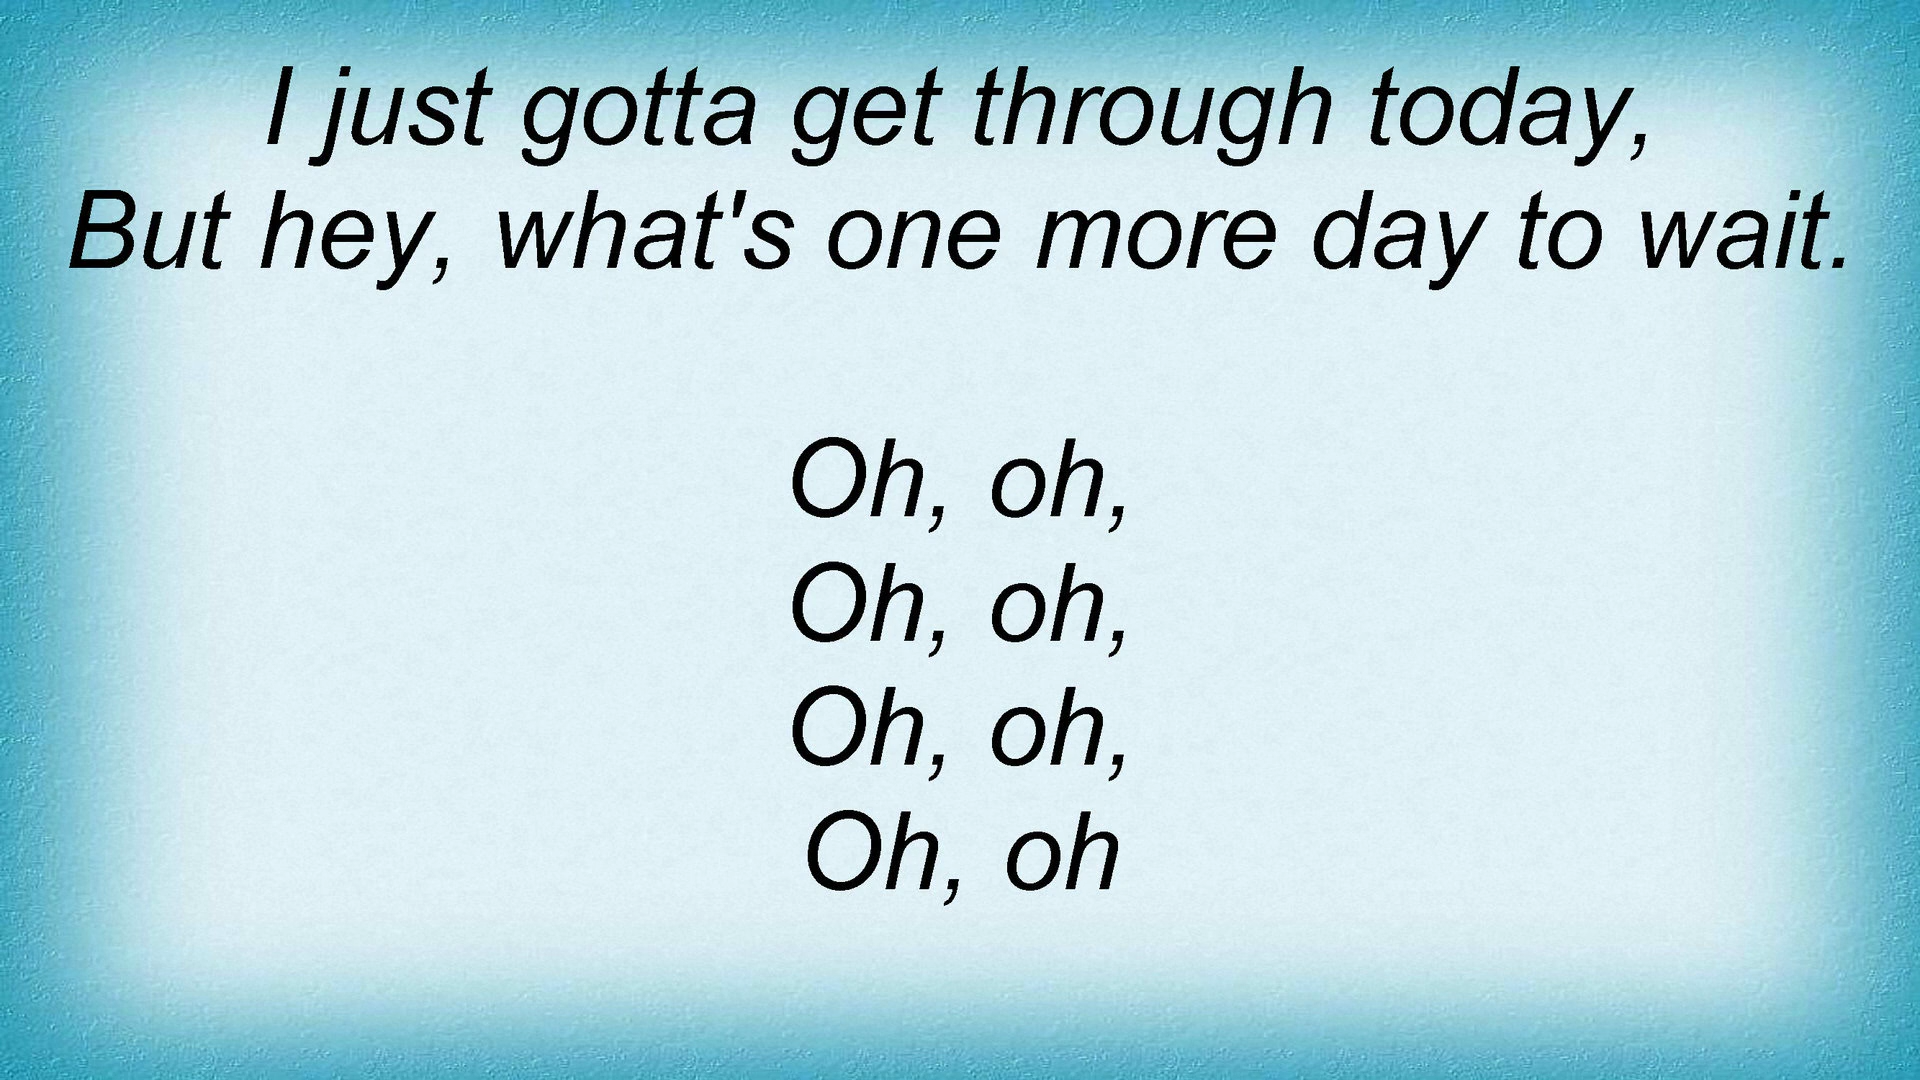 I just gotta get through today,
But hey, what's one more day to wait.
Oh, oh,
Oh, oh,
Oh, oh,
Oh, oh